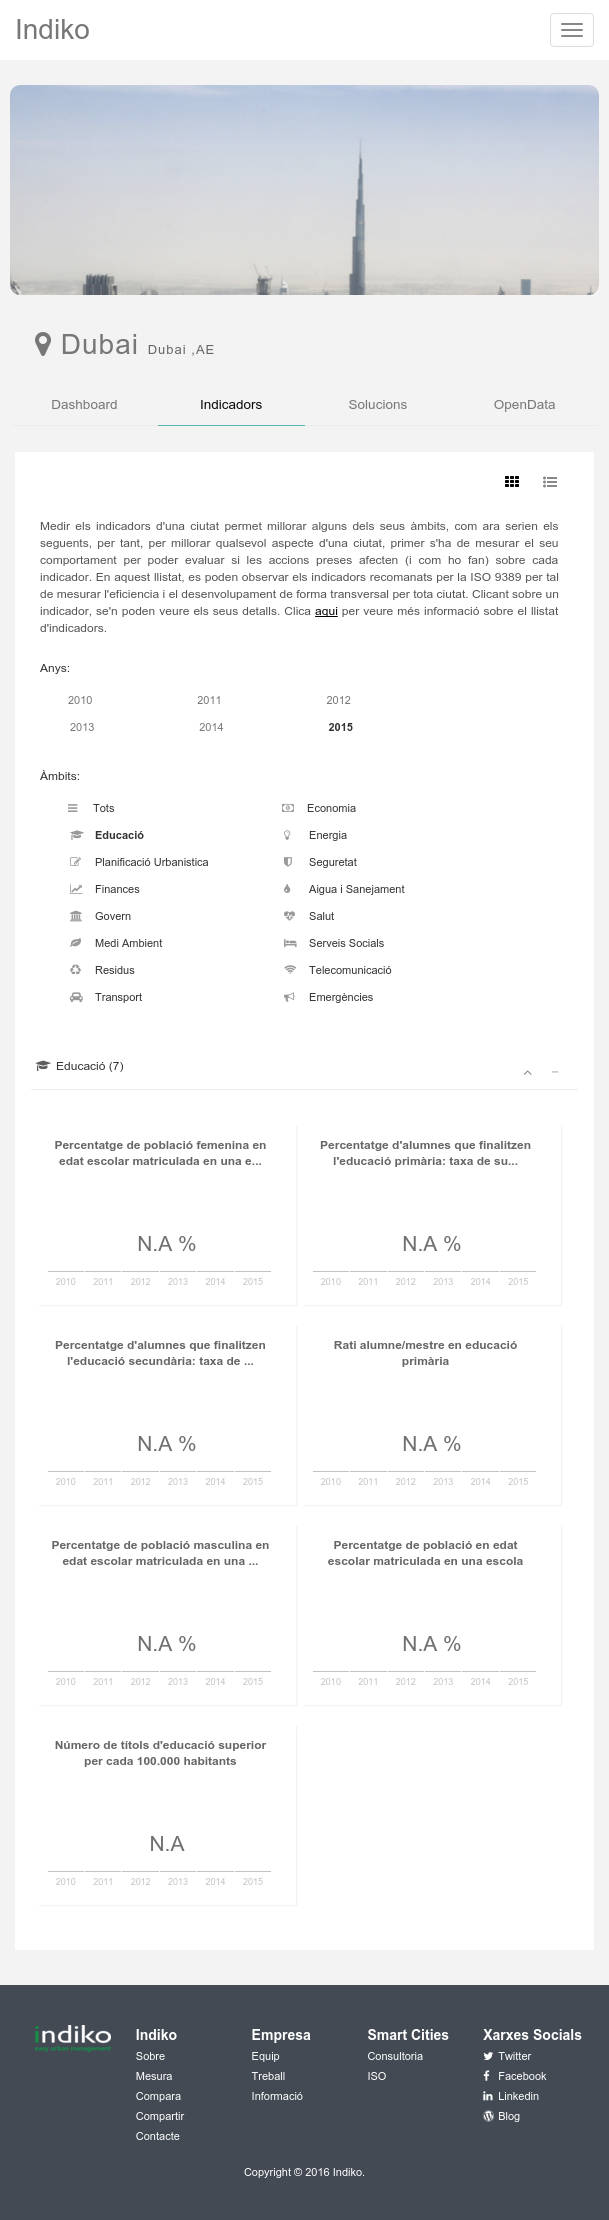 Indiko
Dubai Dubai ,AE
Dashboard Indicadors Solucions OpenData
Medir els indicadors d'una ciutat permet millorar alguns dels seus àmbits, com ara serien els
seguents, per tant, per millorar qualsevol aspecte d'una ciutat, primer s'ha de mesurar el seu
comportament per poder evaluar si les accions preses afecten (i com ho fan) sobre cada
indicador. En aquest llistat, es poden observar els indicadors recomanats per la ISO 9389 per tal
de mesurar l'eficiencia i el desenvolupament de forma transversal per tota ciutat. Clicant sobre un
indicador, se'n poden veure els seus detalls. Clica aqui per veure més informació sobre el llistat
d'indicadors.
Anys:
2010 2011 2012
2013 2014 2015
Àmbits:
Tots Economia
Educació Energia
Planificació Urbanistica Seguretat
Finances Aigua i Sanejament
Govern Salut
Medi Ambient Serveis Socials
Residus Telecomunicació
Transport Emergències
Educació (7)
Percentatge de població femenina en
edat escolar matriculada en una e...
N.A %
2010 2011 2012 2013 2014 2015
Percentatge d'alumnes que finalitzen
l'educació primària: taxa de su...
N.A %
2010 2011 2012 2013 2014 2015
Percentatge d'alumnes que finalitzen
l'educació secundària: taxa de ...
N.A %
2010 2011 2012 2013 2014 2015
Rati alumne/mestre en educació
primària
N.A %
2010 2011 2012 2013 2014 2015
Percentatge de població masculina en
edat escolar matriculada en una ...
N.A %
2010 2011 2012 2013 2014 2015
Percentatge de població en edat
escolar matriculada en una escola
N.A %
2010 2011 2012 2013 2014 2015
Número de títols d'educació superior
per cada 100.000 habitants
N.A
2010 2011 2012 2013 2014 2015
indiko
easy urban management
Indiko
Sobre
Mesura
Compara
Compartir
Contacte
Empresa
Equip
Treball
Informació
Smart Cities
Consultoria
ISO
Xarxes Socials
Twitter
Facebook
Linkedin
Blog
Copyright © 2016 Indiko.